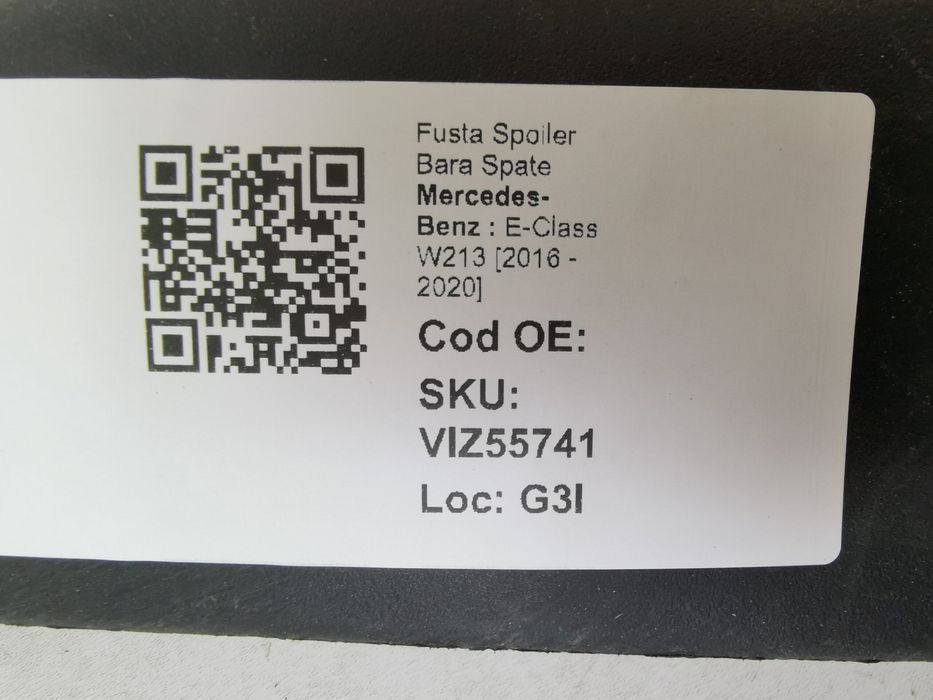 Fusta Spoiler
Bara Spate
Mercedes-
Benz : E-Class
W213 [2016 -
2020]
Cod OE:
SKU:
VIZ55741
Loc: G3I